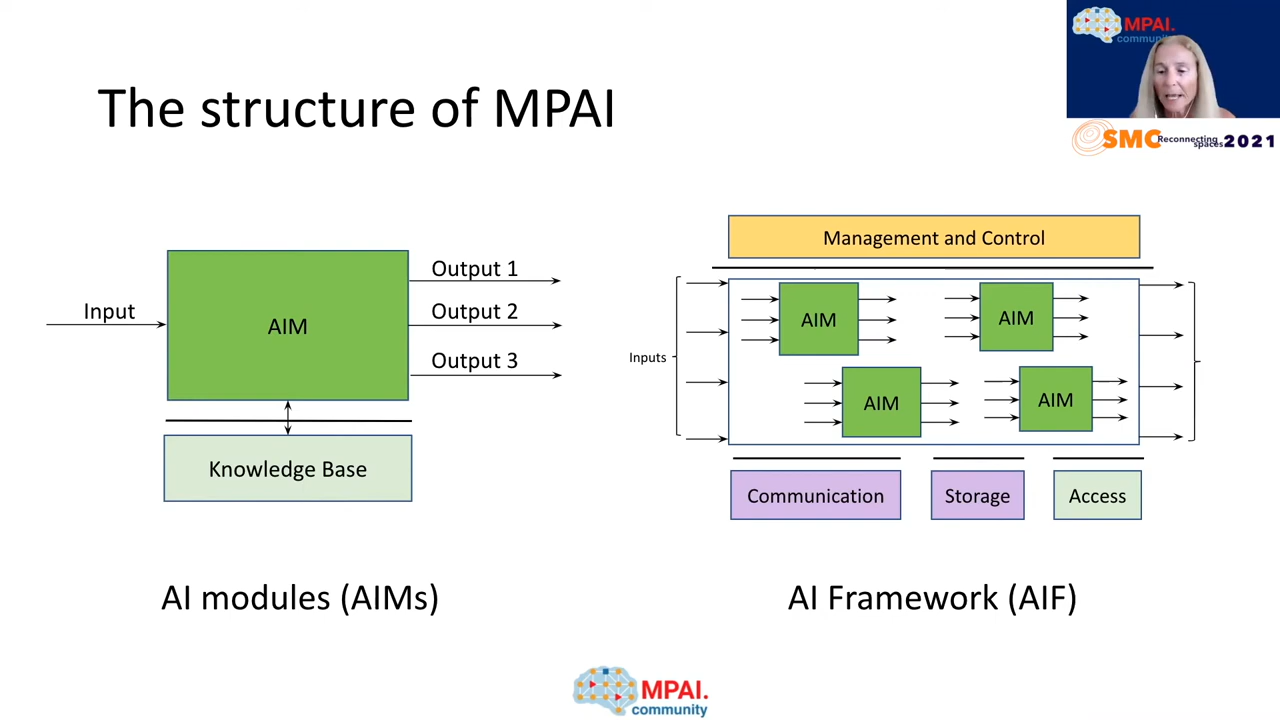 MPAI.
community
SMC Reconnecting spaces 2021
The structure of MPAI
Input
AIM
Output 1
Output 2
Output 3
Knowledge Base
AI modules (AIMs)
Management and Control
Inputs
AIM
AIM
AIM
AIM
Communication
Storage
Access
AI Framework (AIF)
MPAI.
community